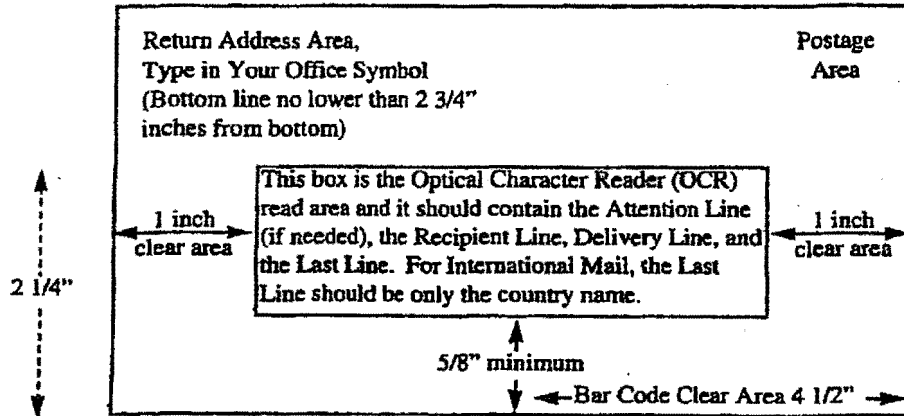 Return Address Area,
Type in Your Office Symbol
(Bottom line no lower than 2 3/4"
inches from bottom)
Postage
Area
This box is the Optical Character Reader (OCR)
read area and it should contain the Attention Line
(if needed), the Recipient Line, Delivery Line, and
the Last Line. For International Mail, the Last
Line should be only the country name.
1 inch
clear area
1 inch
clear area
2 1/4"
5/8" minimum
Bar Code Clear Area 4 1/2"